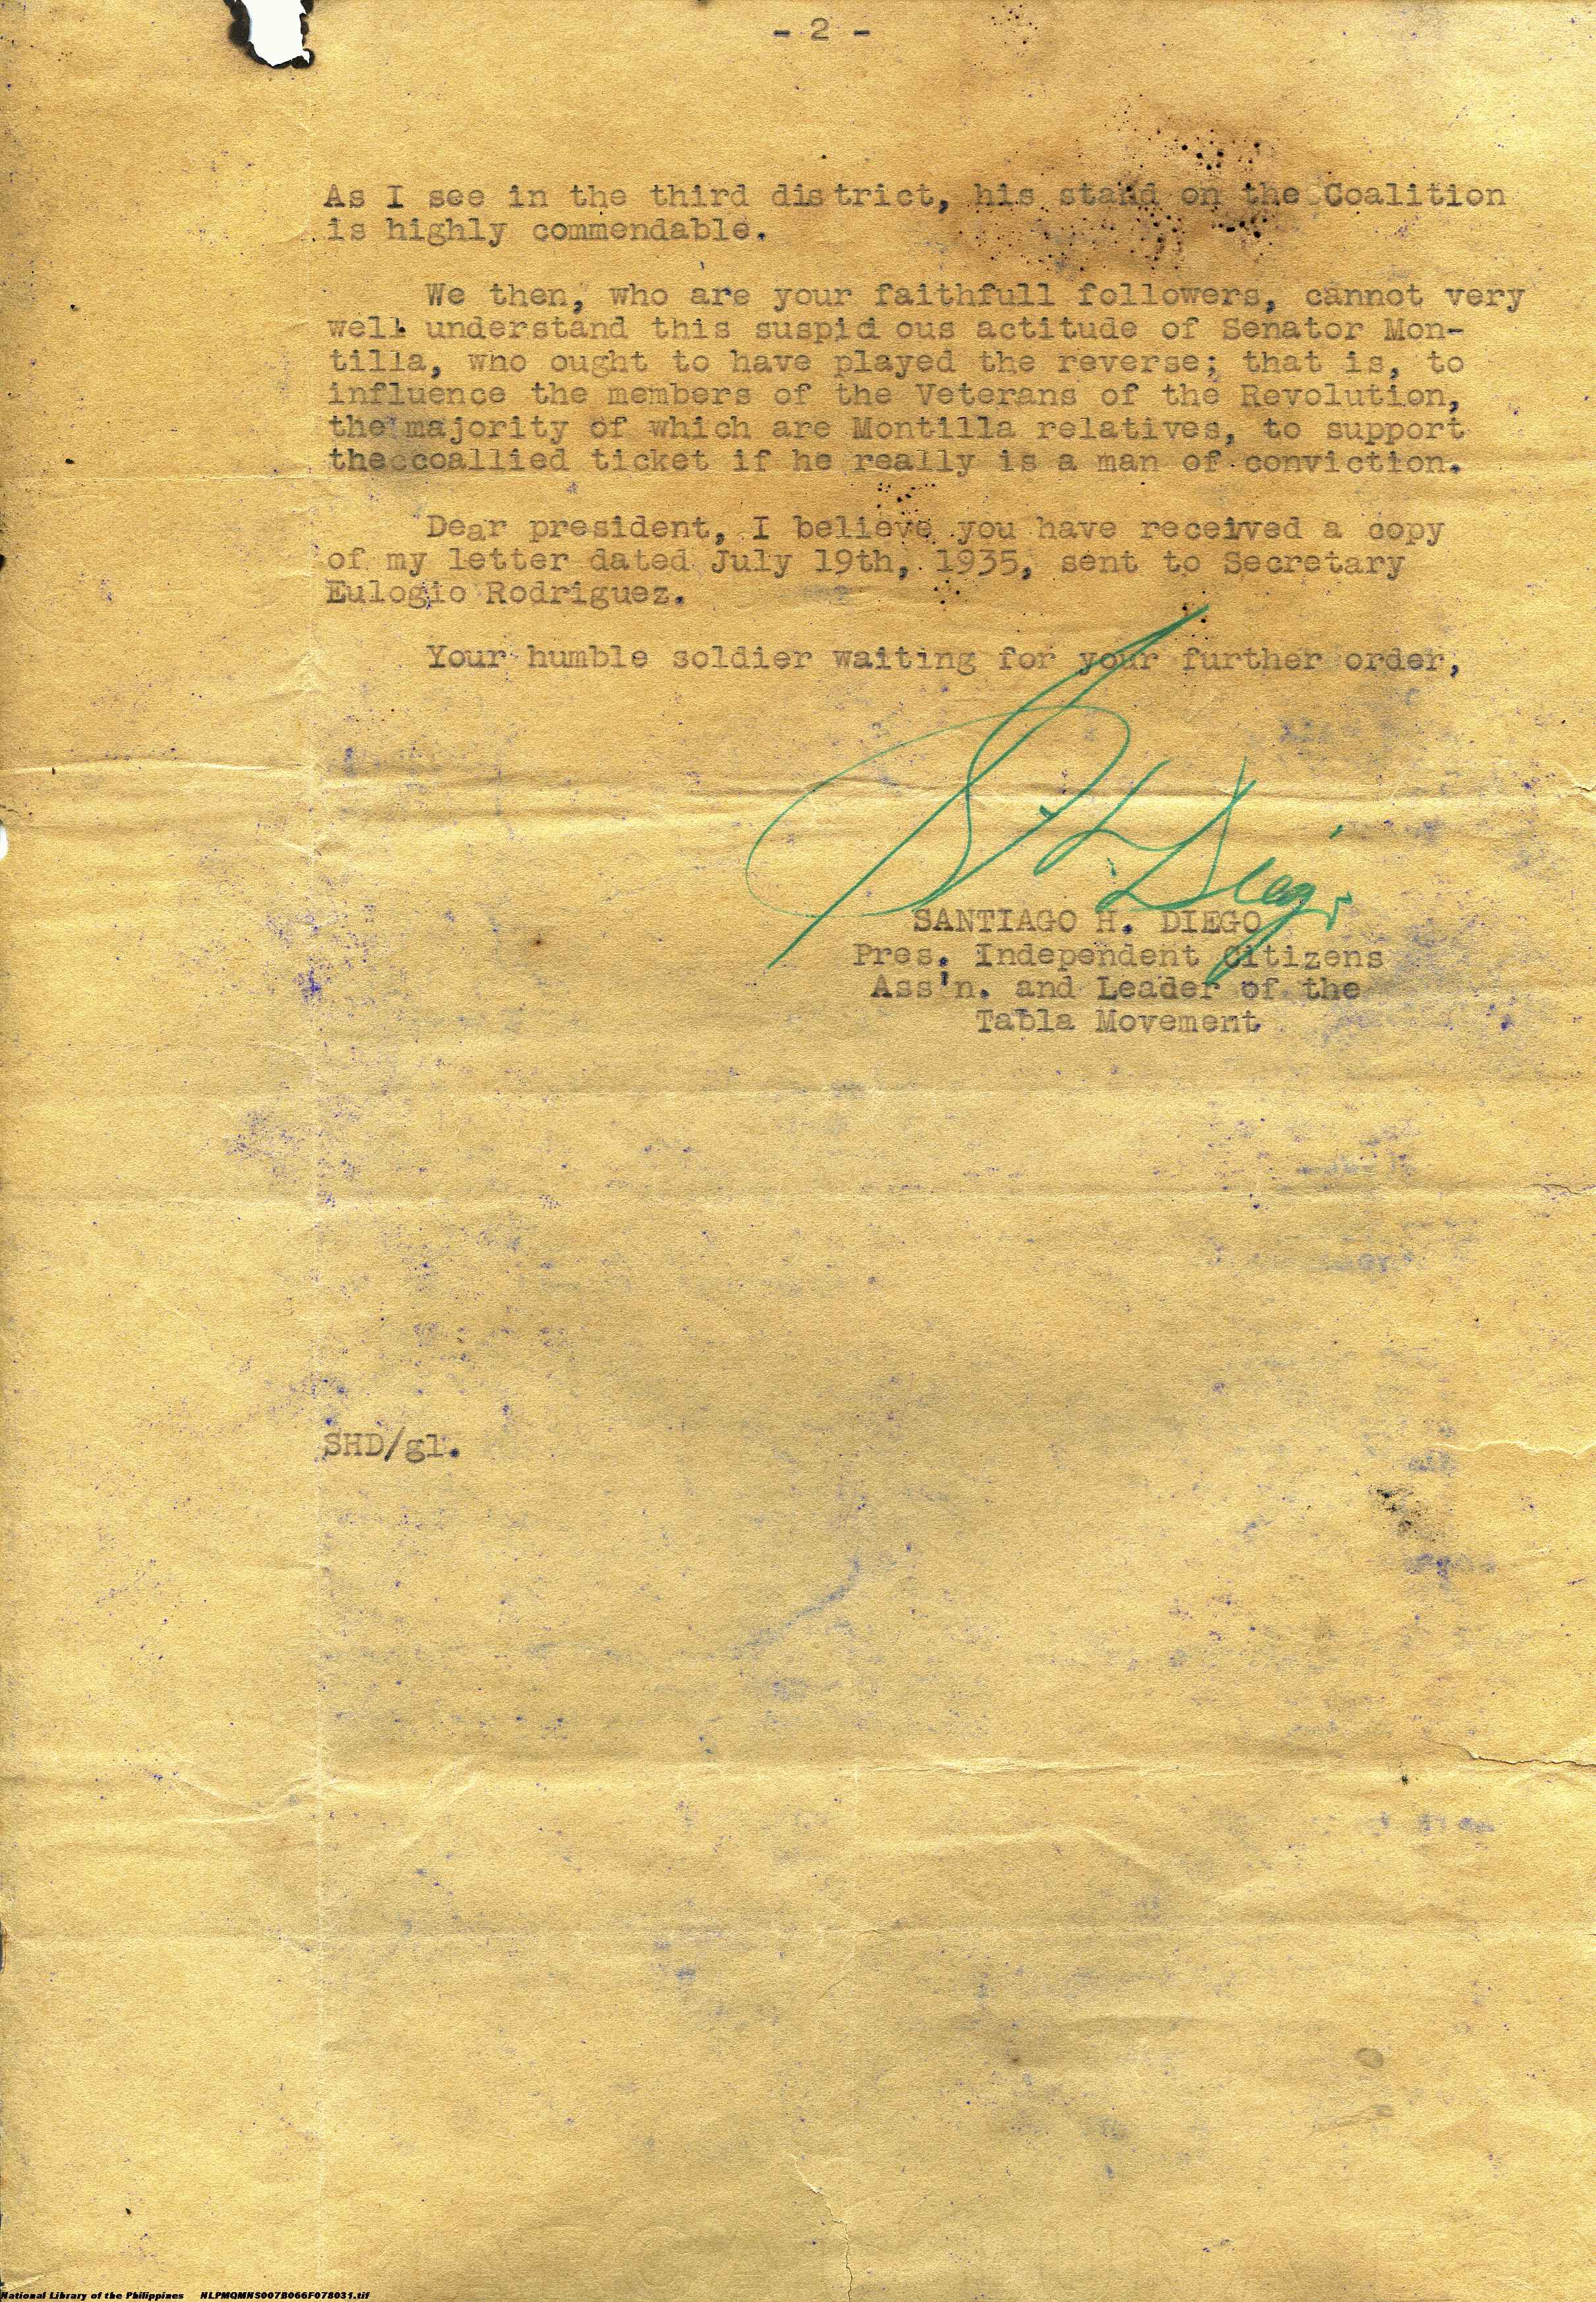 - 2 -
As I see in the third district, his stand on the Coalition
is highly commendable.
We then, who are your faithfull followers, cannot very
well understand this suspicious actitude of Senator Mon-
tilla, who ought to have played the reverse; that is, to
influence the members of the Veterans of the Revolution,
the majority of which are Montilla relatives, to support
the coallied ticket if he really is a man of conviction.
Dear president, I believe you have received a copy
of my letter dated July 19th, 1935, sent to Secretary
Eulogio Rodriguez.
Your humble soldier waiting for your further order,
S. H. Diego
SANTIAGO H. DIEGO
Pres. Independent Citizens
Ass'n. and Leader of the
Tabla Movement
SHD/gl.
National Library of the Philippines NLPMQMNS007B066F078031.tif